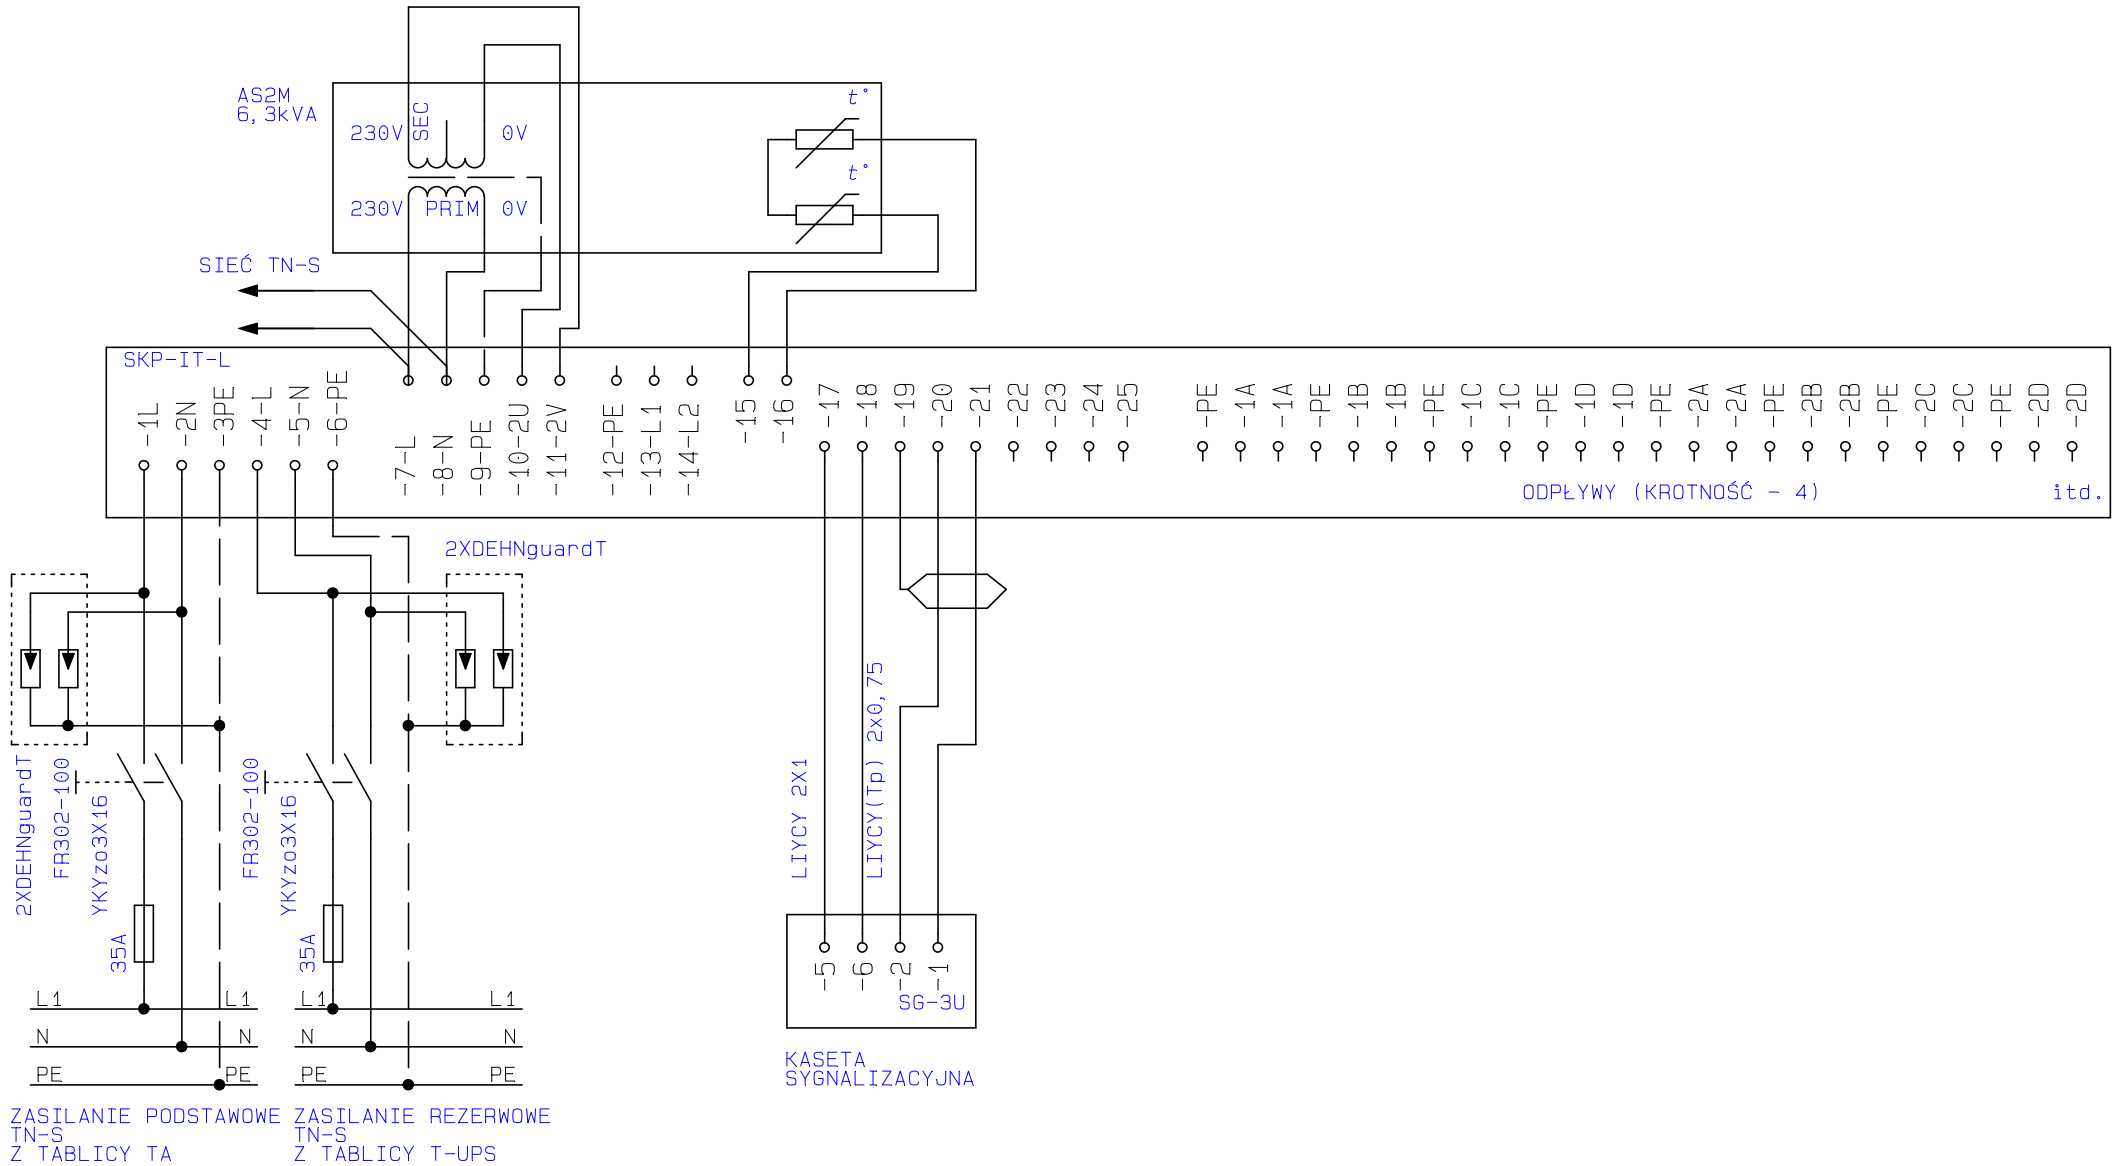 AS2M
6,3kVA
SEC
230V
0V
t°
t°
230V
PRIM
0V
SIEĆ TN-S
SKP-IT-L
-1L
-2N
-3PE
-4-L
-5-N
-6-PE
-7-L
-8-N
-9-PE
-10-2U
-11-2V
-12-PE
-13-L1
-14-L2
-15
-16
-17
-18
-19
-20
-21
-22
-23
-24
-25
-PE
-1A
-1A
-PE
-1B
-1B
-PE
-1C
-1C
-PE
-1D
-1D
-PE
-2A
-2A
-PE
-2B
-2B
-PE
-2C
-2C
-PE
-2D
-2D
ODPŁYWY (KROTNOŚĆ - 4)
itd.
2XDEHNguardT
2XDEHNguardT
FR302-100
YKYzo3X16
35A
FR302-100
YKYzo3X16
35A
LIYCY 2X1
LIYCY(Tp) 2x0,75
-5
-6
-2
-1
SG-3U
KASETA
SYGNALIZACYJNA
L1
L1
L1
L1
N
N
N
N
PE
PE
PE
PE
ZASILANIE PODSTAWOWE
TN-S
Z TABLICY TA
ZASILANIE REZERWOWE
TN-S
Z TABLICY T-UPS